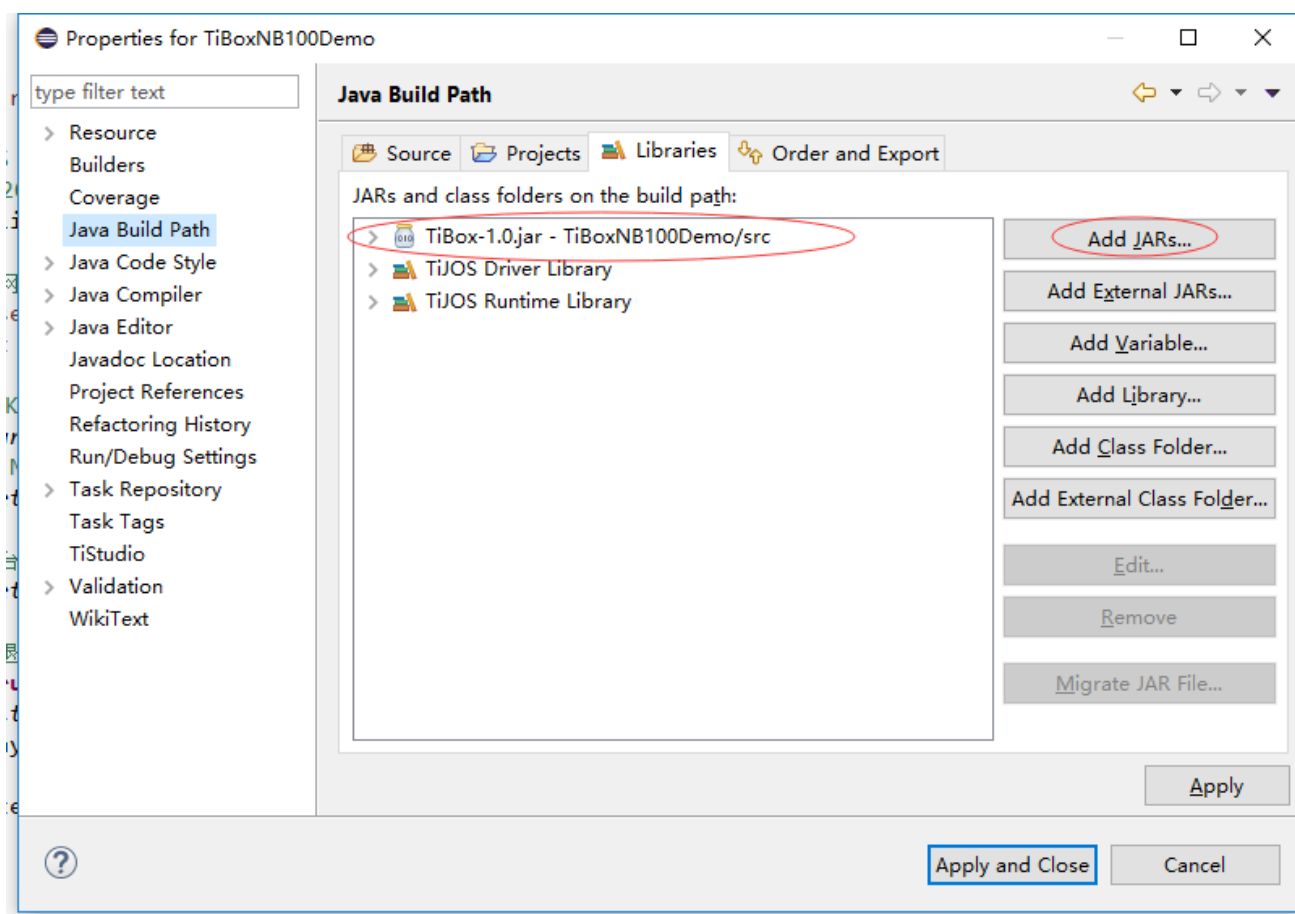 Properties for TiBoxNB100Demo
type filter text
Resource
Builders
Coverage
Java Build Path
Java Code Style
Java Compiler
Java Editor
Javadoc Location
Project References
Refactoring History
Run/Debug Settings
Task Repository
Task Tags
TiStudio
Validation
WikiText
Java Build Path
Source
Projects
Libraries
Order and Export
JARs and class folders on the build path:
TiBox-1.0.jar - TiBoxNB100Demo/src
TiJOS Driver Library
TiJOS Runtime Library
Add JARs...
Add External JARs...
Add Variable...
Add Library...
Add Class Folder...
Add External Class Folder...
Edit...
Remove
Migrate JAR File...
Apply
Apply and Close
Cancel